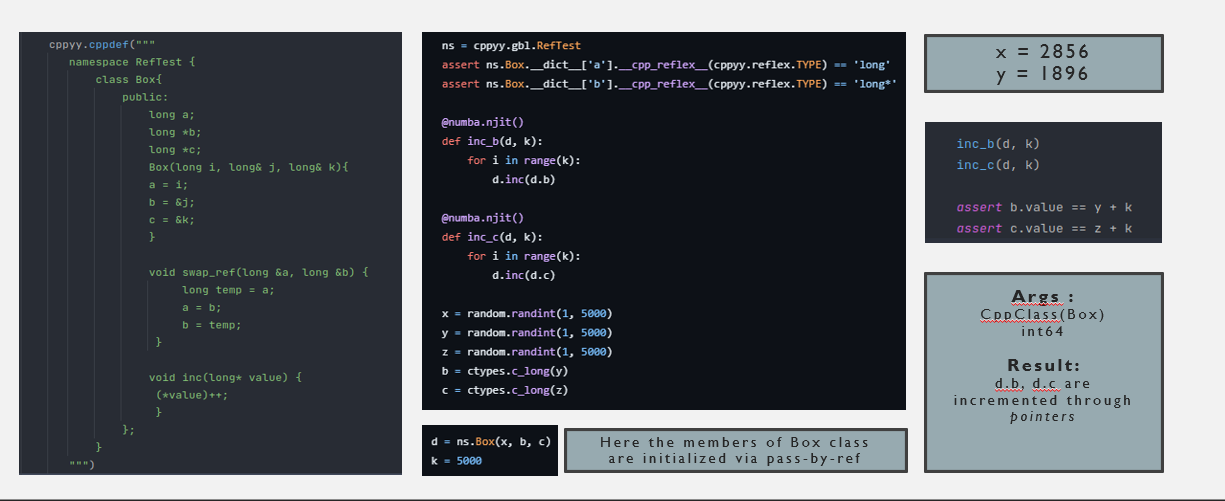 cppyy.cppdef("""
namespace RefTest {
class Box{
public:
long a;
long *b;
long *c;
Box(long i, long& j, long& k){
a = i;
b = &j;
c = &k;
}
void swap_ref(long &a, long &b) {
long temp = a;
a = b;
b = temp;
}
void inc(long* value) {
(*value)++;
}
};
}
""")
ns = cppyy.gbl.RefTest
assert ns.Box.__dict__['a'].__cpp_reflex__(cppyy.reflex.TYPE) == 'long'
assert ns.Box.__dict__['b'].__cpp_reflex__(cppyy.reflex.TYPE) == 'long*'
@numba.njit()
def inc_b(d, k):
for i in range(k):
d.inc(d.b)
@numba.njit()
def inc_c(d, k):
for i in range(k):
d.inc(d.c)
x = random.randint(1, 5000)
y = random.randint(1, 5000)
z = random.randint(1, 5000)
b = ctypes.c_long(y)
c = ctypes.c_long(z)
d = ns.Box(x, b, c)
k = 5000
Here the members of Box class
are initialized via pass-by-ref
x = 2856
y = 1896
inc_b(d, k)
inc_c(d, k)
assert b.value == y + k
assert c.value == z + k
Args :
CppClass(Box)
int64
Result:
d.b, d.c are
incremented through
pointers